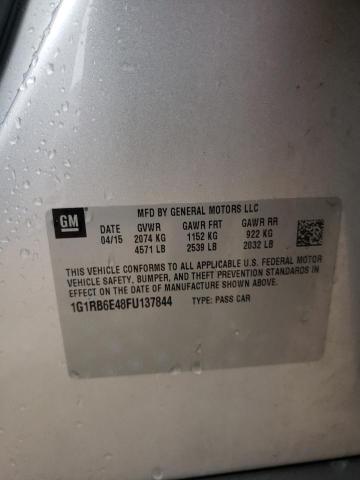 GM
MFD BY GENERAL MOTORS LLC
DATE GVWR GAWR FRT GAWR RR
04/15 2074 KG 1152 KG 922 KG
4571 LB 2539 LB 2032 LB
THIS VEHICLE CONFORMS TO ALL APPLICABLE U.S. FEDERAL MOTOR
VEHICLE SAFETY, BUMPER, AND THEFT PREVENTION STANDARDS IN
EFFECT ON THE DATE OF MANUFACTURE SHOWN ABOVE.
1G1RB6E48FU137844 TYPE: PASS CAR